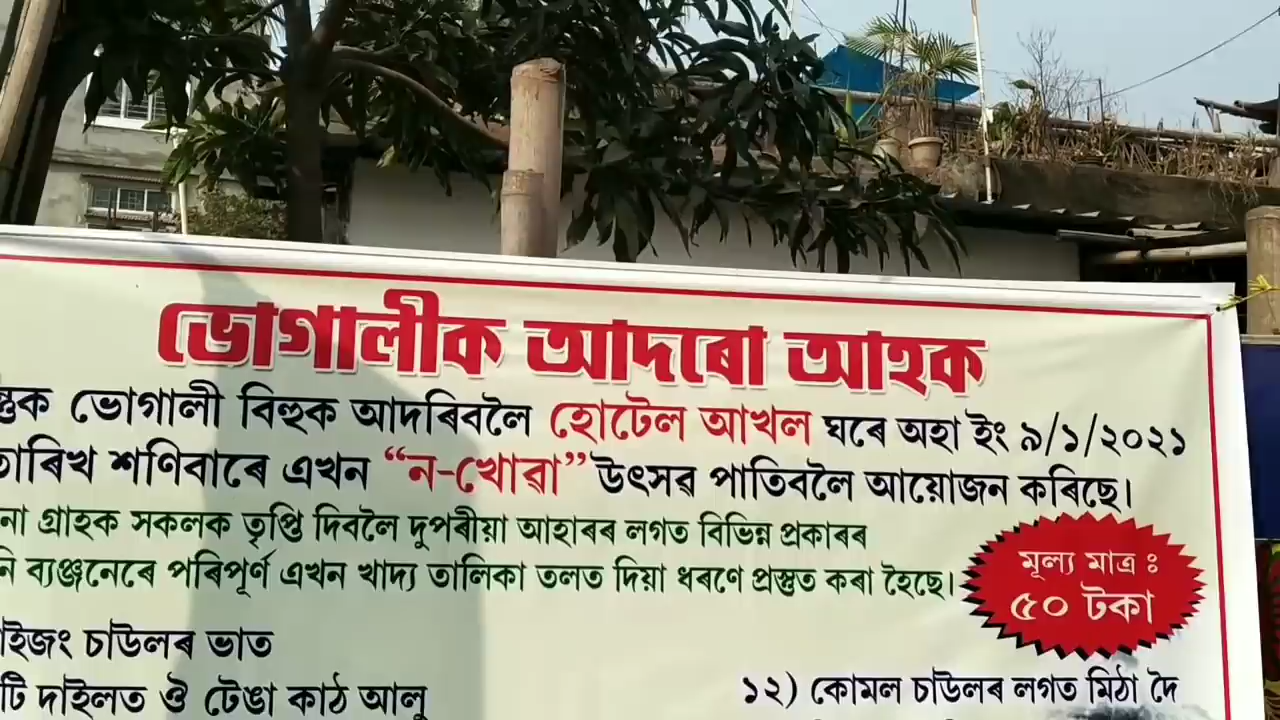 ভোগালীক আদৰো আহক
ভোগালী বিহুক আদৰিবলৈ হোটেল আখল ঘৰে অহা ইং ৯/১/২০২১
তাৰিখ শণিবাৰে এখন “ন-খোৱা” উৎসৱ পাতিবলৈ আয়োজন কৰিছে।
গ্ৰাহক সকলক তৃপ্তি দিবলৈ দুপৰীয়া আহাৰৰ লগত বিভিন্ন প্ৰকাৰৰ
ব্যঞ্জনেৰে পৰিপূৰ্ণ এখন খাদ্য তালিকা তলত দিয়া ধৰণে প্ৰস্তুত কৰা হৈছে।
মূল্য মাত্ৰ ঃ
৫০ টকা
চাউলৰ ভাত
দাইলত ঔ টেঙা কাঠ আলু
১২) কোমল চাউলৰ লগত মিঠা দৈ